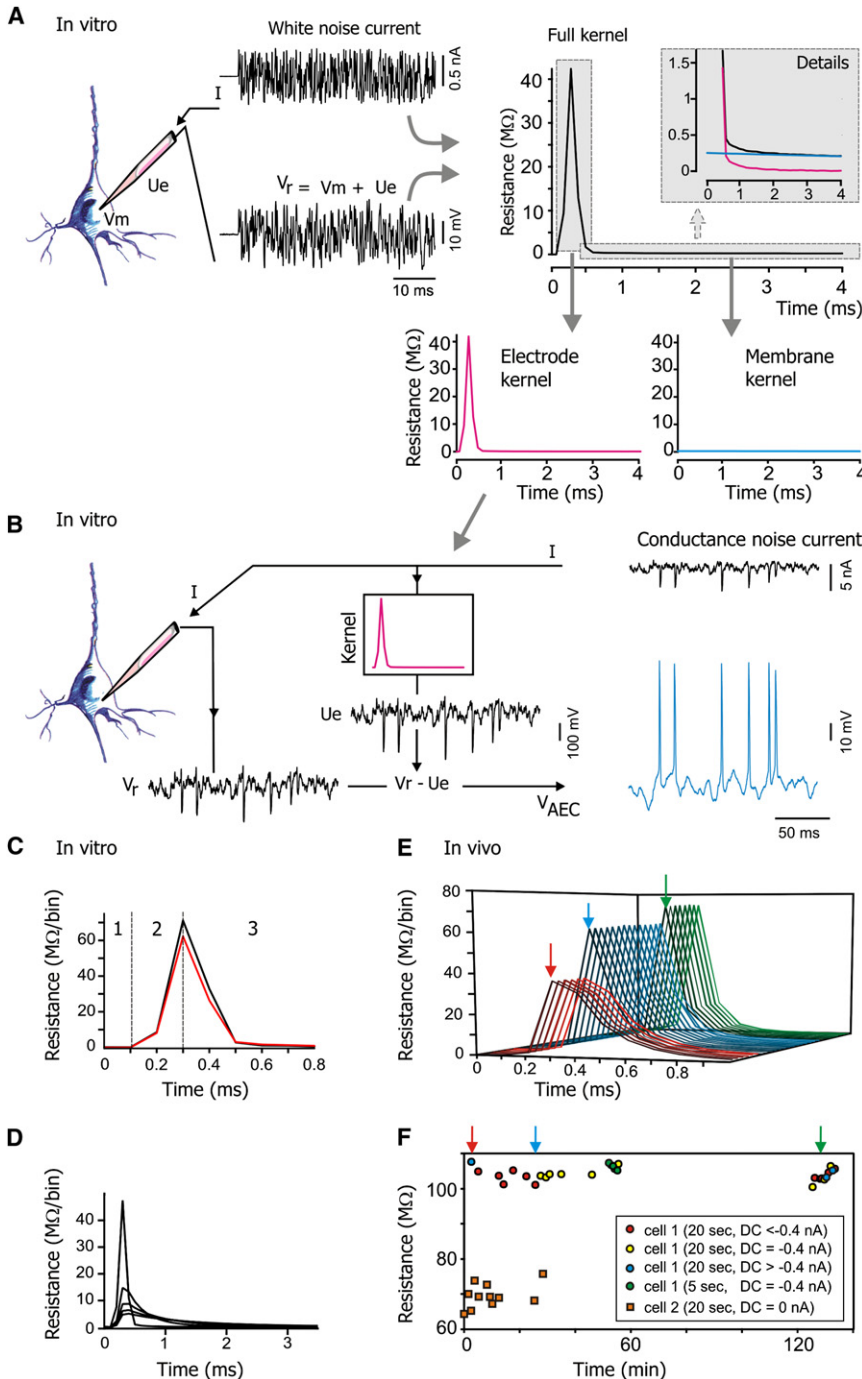 A In vitro
White noise current
0.5 nA
I
Ue
Vm
Vr = Vm + Ue
10 mV
10 ms
Full kernel
Resistance (MΩ)
40
30
20
10
0
0 1 2 3 4
Time (ms)
Details
1.5
1
0.5
0
0 1 2 3 4
Resistance (MΩ)
40
30
20
10
0
Electrode kernel
0 1 2 3 4
Time (ms)
Resistance (MΩ)
40
30
20
10
0
Membrane kernel
0 1 2 3 4
Time (ms)
B In vitro
I
I
Kernel
Ue
100 mV
Vr
Vr - Ue
VAEC
Conductance noise current
5 nA
10 mV
50 ms
C In vitro
Resistance (MΩ/bin)
60
40
20
0
1 2 3
0 0.2 0.4 0.6 0.8
Time (ms)
D
Resistance (MΩ/bin)
50
40
30
20
10
0
0 1 2 3
Time (ms)
E In vivo
Resistance (MΩ/bin)
80
60
40
20
0
80
60
40
20
0
0 0.2 0.4 0.6 0.8
Time (ms)
F
Resistance (MΩ)
100
80
60
0 60 120
Time (min)
cell 1 (20 sec, DC <-0.4 nA)
cell 1 (20 sec, DC = -0.4 nA)
cell 1 (20 sec, DC > -0.4 nA)
cell 1 (5 sec, DC = -0.4 nA)
cell 2 (20 sec, DC = 0 nA)